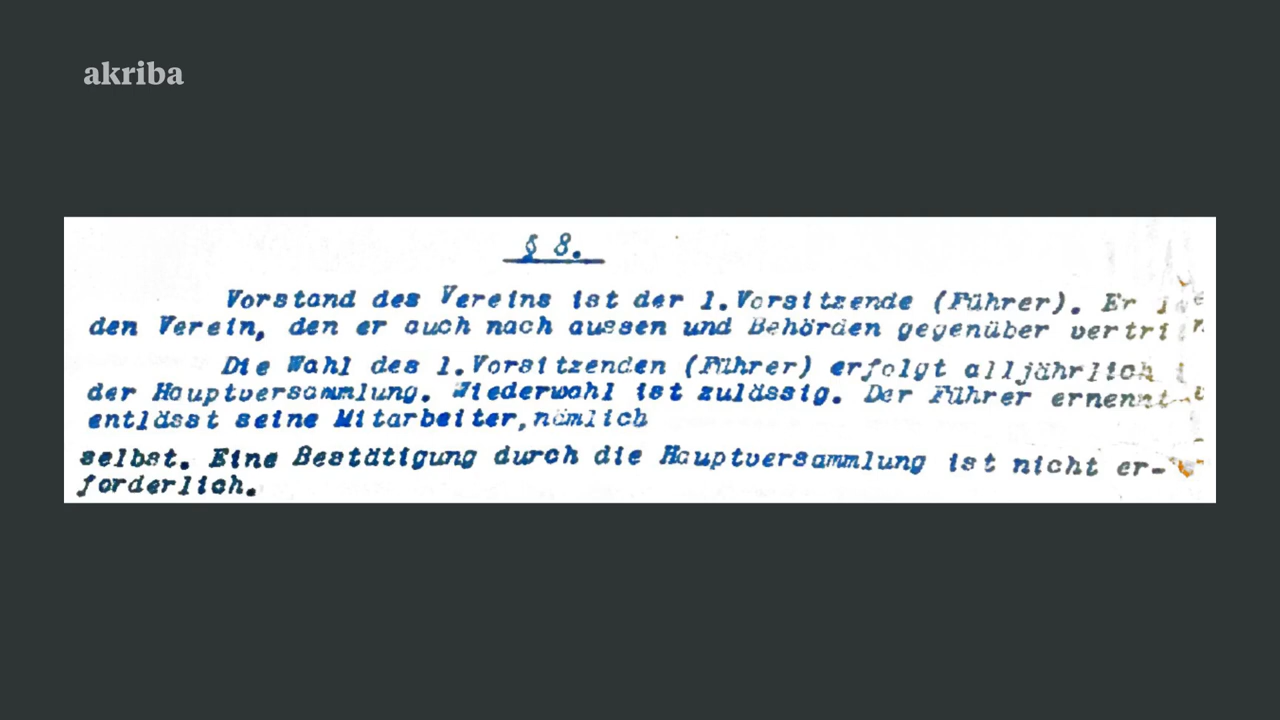 akriba
§ 8.
Vorstand des Vereins ist der 1.Vorsitzende (Führer). Er
den Verein, den er auch nach aussen und Behörden gegenüber
Die Wahl des 1.Vorsitzenden (Führer) erfolgt alljährlich
der Hauptversammlung. Wiederwahl ist zulässig. Der Führer ernennt
entlässt seine Mitarbeiter,nämlich
selbst. Eine Bestätigung durch die Hauptversammlung ist nicht er-
forderlich.